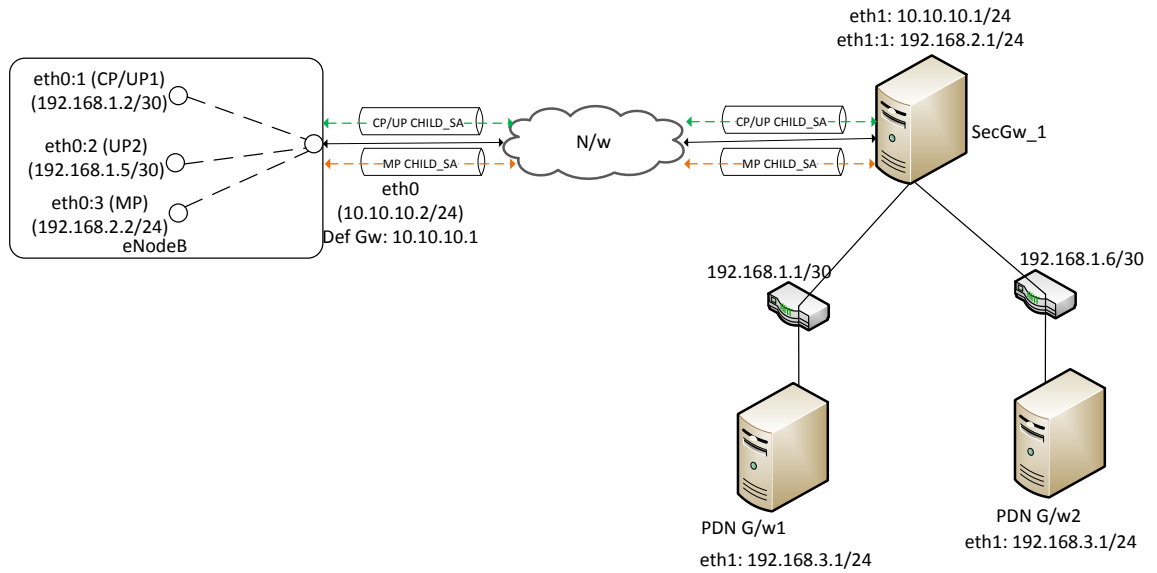 eth1: 10.10.10.1/24
eth1:1: 192.168.2.1/24
eth0:1 (CP/UP1)
(192.168.1.2/30)
eth0:2 (UP2)
(192.168.1.5/30)
eth0:3 (MP)
(192.168.2.2/24)
eNodeB
CP/UP CHILD_SA
MP CHILD_SA
eth0
(10.10.10.2/24)
Def Gw: 10.10.10.1
N/w
CP/UP CHILD_SA
MP CHILD_SA
SecGw_1
192.168.1.1/30
192.168.1.6/30
PDN G/w1
eth1: 192.168.3.1/24
PDN G/w2
eth1: 192.168.3.1/24